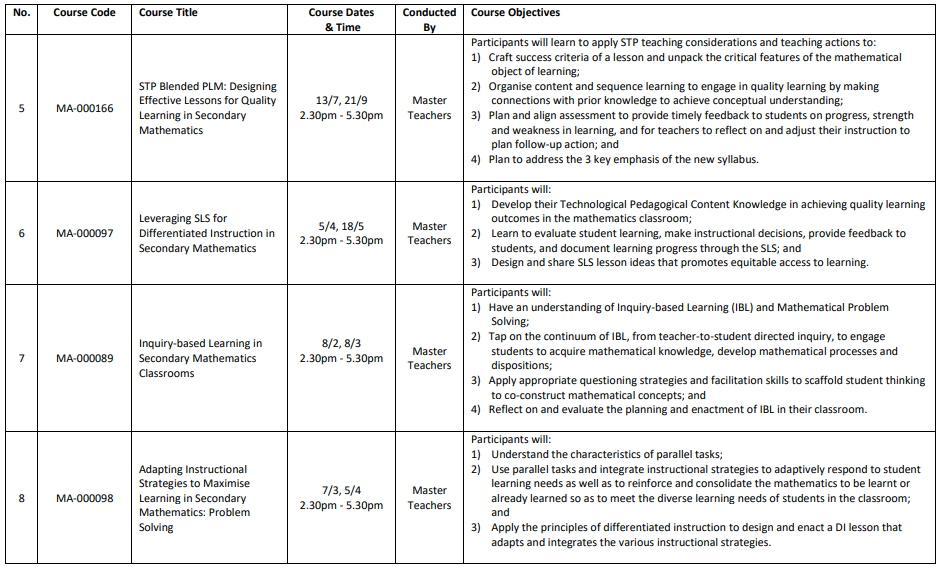 No.
Course Code
Course Title
Course Dates
& Time
Conducted
By
Course Objectives
5
MA-000166
STP Blended PLM: Designing
Effective Lessons for Quality
Learning in Secondary
Mathematics
13/7, 21/9
2.30pm - 5.30pm
Master
Teachers
Participants will learn to apply STP teaching considerations and teaching actions to:
1) Craft success criteria of a lesson and unpack the critical features of the mathematical
object of learning;
2) Organise content and sequence learning to engage in quality learning by making
connections with prior knowledge to achieve conceptual understanding;
3) Plan and align assessment to provide timely feedback to students on progress, strength
and weakness in learning, and for teachers to reflect on and adjust their instruction to
plan follow-up action; and
4) Plan to address the 3 key emphasis of the new syllabus.
6
MA-000097
Leveraging SLS for
Differentiated Instruction in
Secondary Mathematics
5/4, 18/5
2.30pm - 5.30pm
Master
Teachers
Participants will:
1) Develop their Technological Pedagogical Content Knowledge in achieving quality learning
outcomes in the mathematics classroom;
2) Learn to evaluate student learning, make instructional decisions, provide feedback to
students, and document learning progress through the SLS; and
3) Design and share SLS lesson ideas that promotes equitable access to learning.
7
MA-000089
Inquiry-based Learning in
Secondary Mathematics
Classrooms
8/2, 8/3
2.30pm - 5.30pm
Master
Teachers
Participants will:
1) Have an understanding of Inquiry-based Learning (IBL) and Mathematical Problem
Solving;
2) Tap on the continuum of IBL, from teacher-to-student directed inquiry, to engage
students to acquire mathematical knowledge, develop mathematical processes and
dispositions;
3) Apply appropriate questioning strategies and facilitation skills to scaffold student thinking
to co-construct mathematical concepts; and
4) Reflect on and evaluate the planning and enactment of IBL in their classroom.
8
MA-000098
Adapting Instructional
Strategies to Maximise
Learning in Secondary
Mathematics: Problem
Solving
7/3, 5/4
2.30pm - 5.30pm
Master
Teachers
Participants will:
1) Understand the characteristics of parallel tasks;
2) Use parallel tasks and integrate instructional strategies to adaptively respond to student
learning needs as well as to reinforce and consolidate the mathematics to be learnt or
already learned so as to meet the diverse learning needs of students in the classroom;
and
3) Apply the principles of differentiated instruction to design and enact a DI lesson that
adapts and integrates the various instructional strategies.